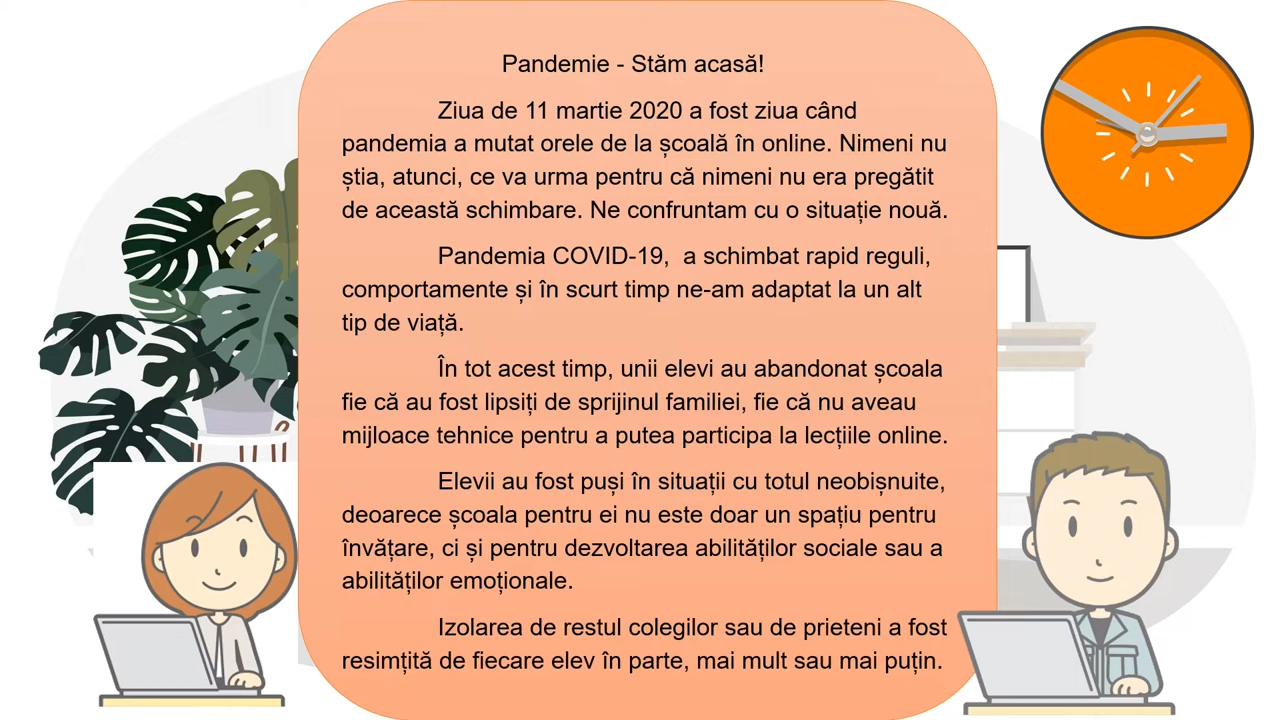 Pandemie - Stăm acasă!
Ziua de 11 martie 2020 a fost ziua când
pandemia a mutat orele de la școală în online. Nimeni nu
știa, atunci, ce va urma pentru că nimeni nu era pregătit
de această schimbare. Ne confruntam cu o situație nouă.
Pandemia COVID-19,  a schimbat rapid reguli,
comportamente și în scurt timp ne-am adaptat la un alt
tip de viață.
În tot acest timp, unii elevi au abandonat școala
fie că au fost lipsiți de sprijinul familiei, fie că nu aveau
mijloace tehnice pentru a putea participa la lecțiile online.
Elevii au fost puși în situații cu totul neobișnuite,
deoarece școala pentru ei nu este doar un spațiu pentru
învățare, ci și pentru dezvoltarea abilităților sociale sau a
abilităților emoționale.
Izolarea de restul colegilor sau de prieteni a fost
resimțită de fiecare elev în parte, mai mult sau mai puțin.